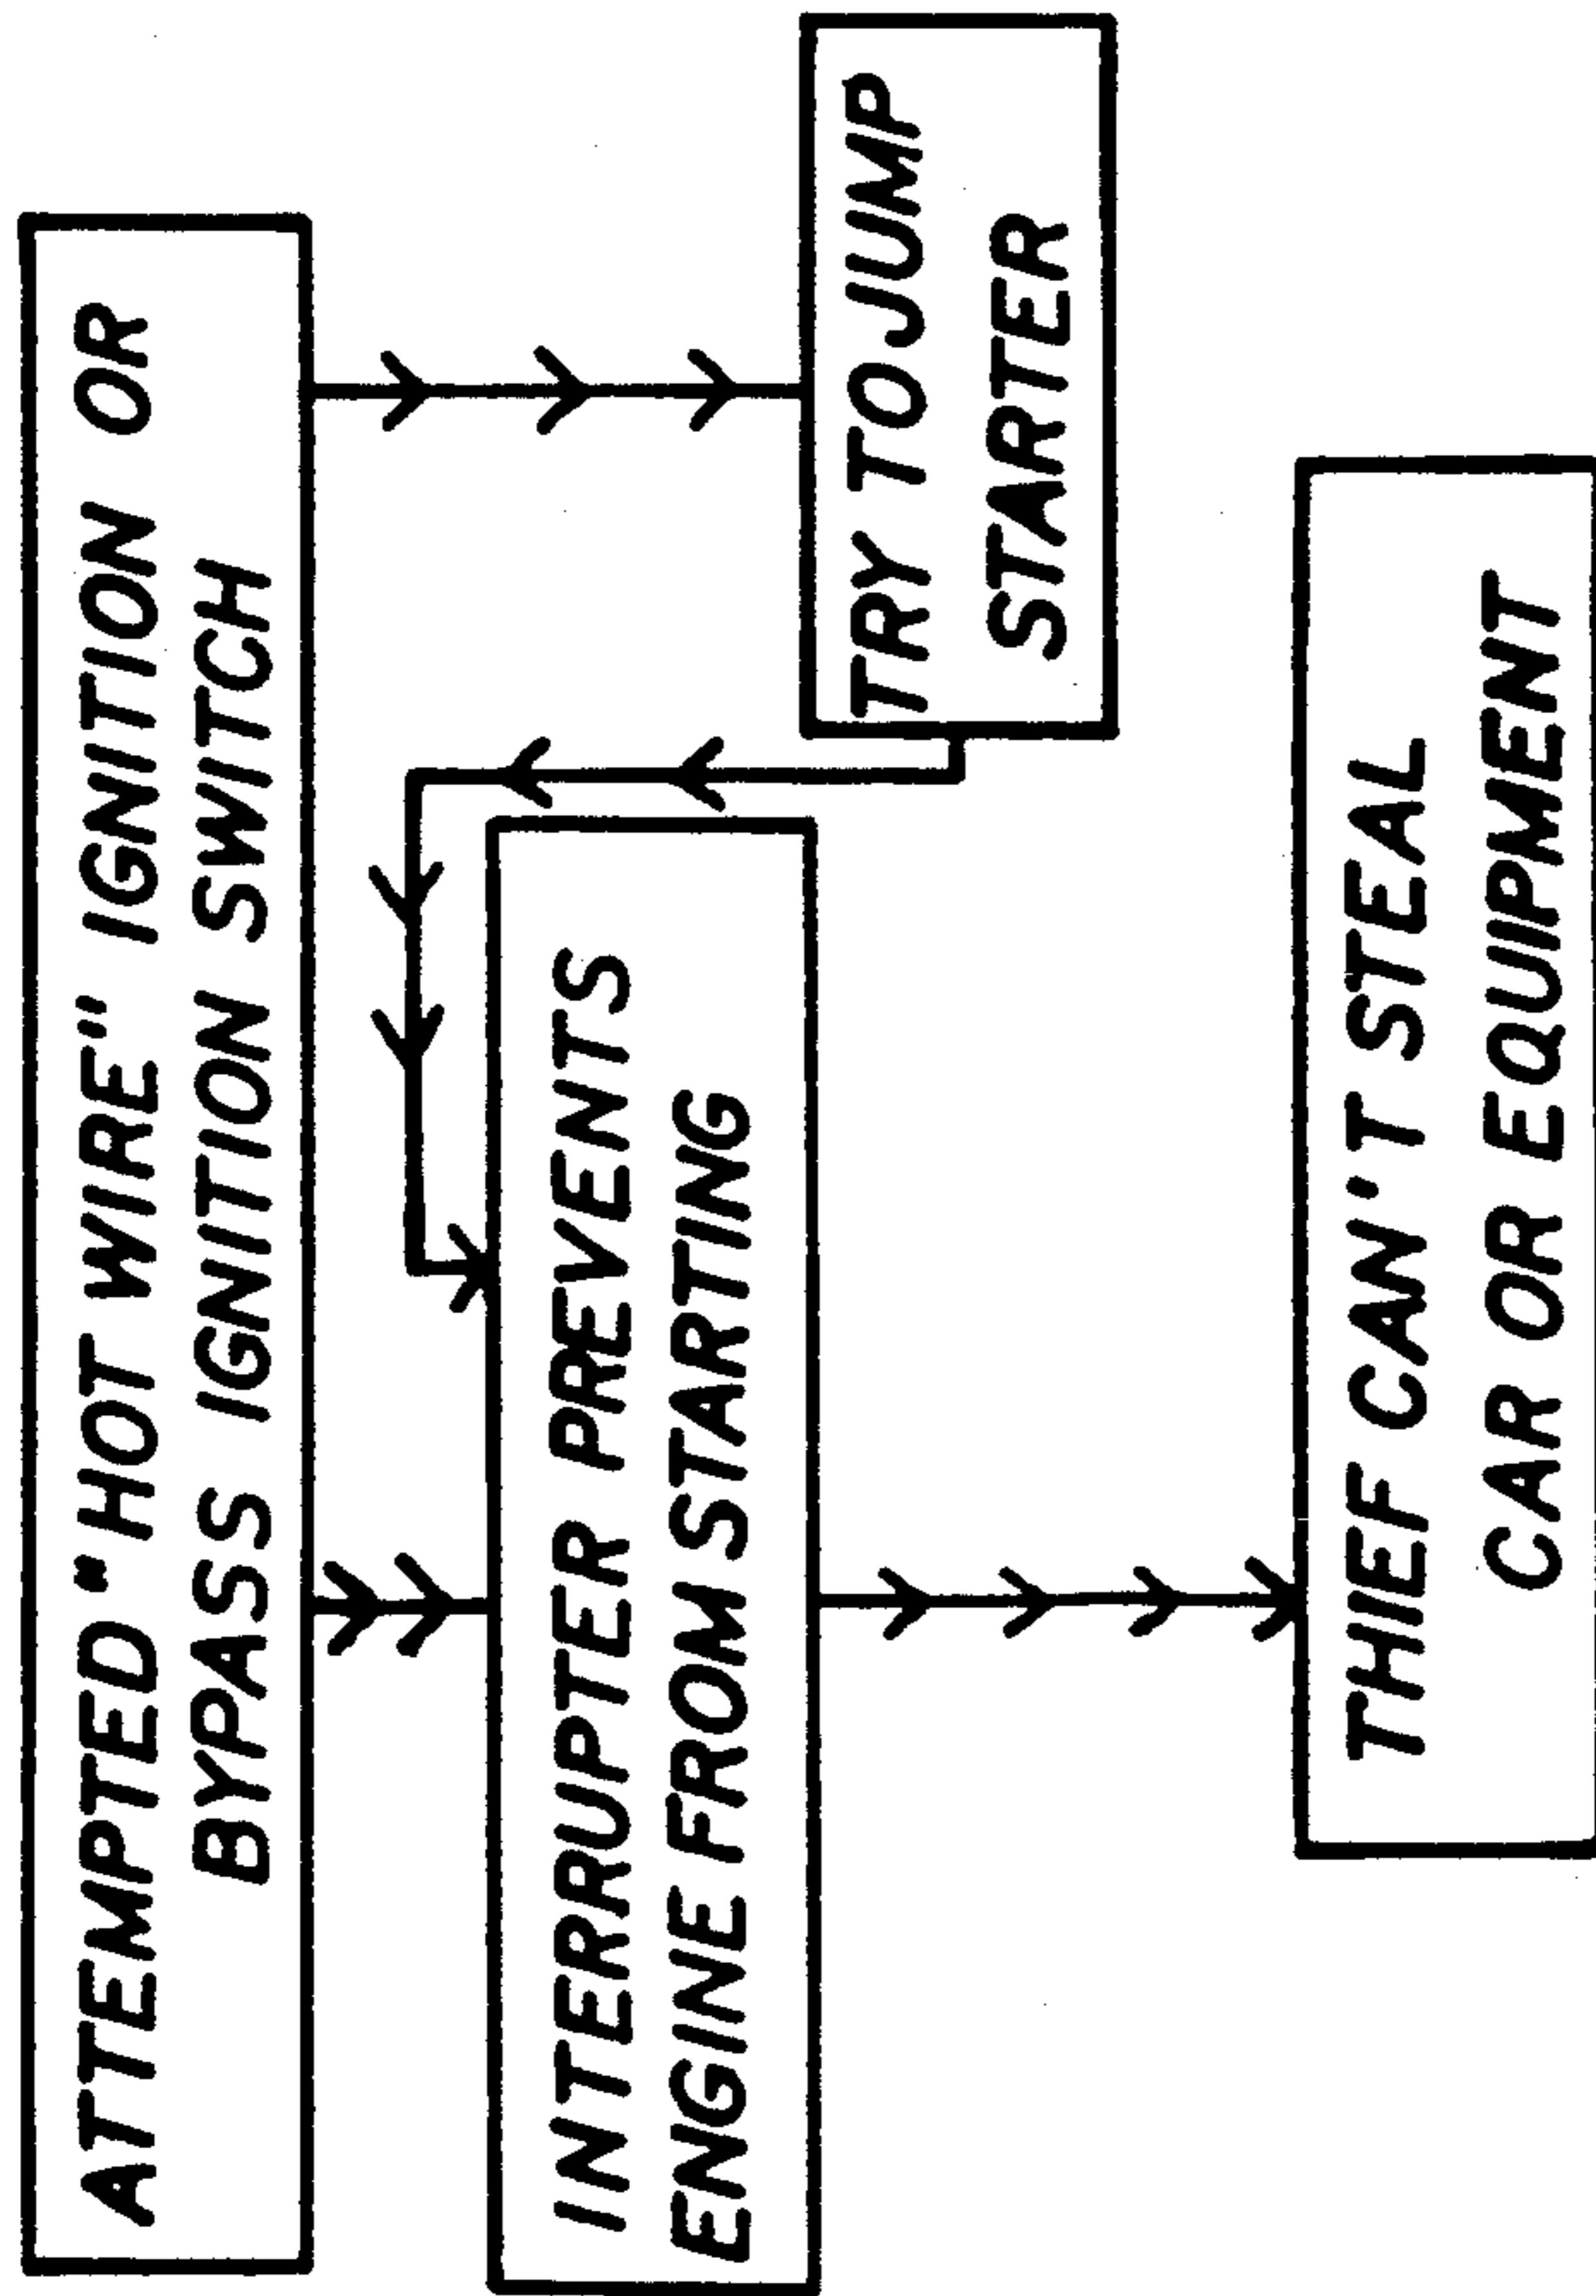 ATTEMPTED "HOT WIRE" IGNITION OR
BYPASS IGNITION SWITCH
INTERRUPTER PREVENTS
ENGINE FROM STARTING
TRY TO JUMP
STARTER
THIEF CAN'T STEAL
CAR OR EQUIPMENT